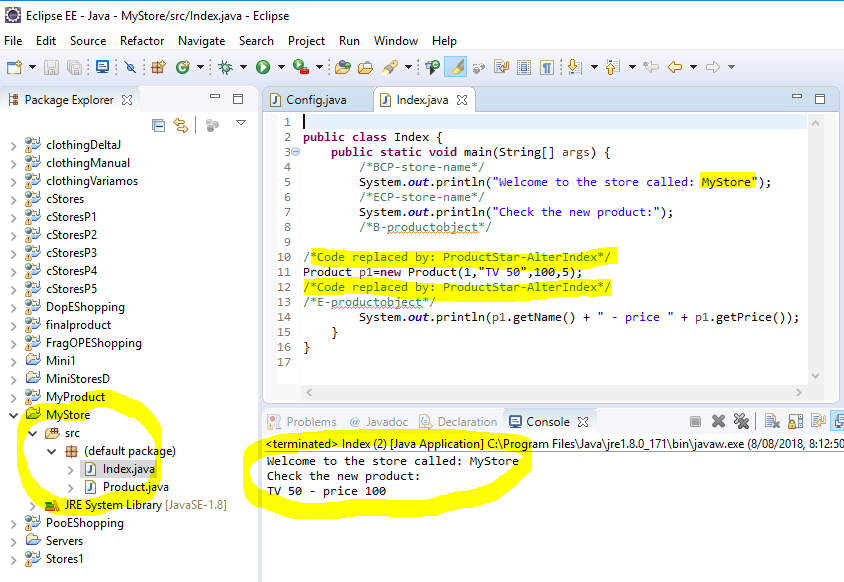 Eclipse EE - Java - MyStore/src/Index.java - Eclipse
File Edit Source Refactor Navigate Search Project Run Window Help
Package Explorer
clothingDeltaJ
clothingManual
clothingVariamos
cStores
cStoresP1
cStoresP2
cStoresP3
cStoresP4
cStoresP5
DopEShopping
finalproduct
FragOPEShopping
Mini1
MiniStoresD
MyProduct
MyStore
src
(default package)
Index.java
Product.java
JRE System Library [JavaSE-1.8]
PooEShopping
Servers
Stores1
Config.java Index.java
1
2 public class Index {
3 public static void main(String[] args) {
4 /*BCP-store-name*/
5 System.out.println("Welcome to the store called: MyStore");
6 /*ECP-store-name*/
7 System.out.println("Check the new product:");
8 /*B-productobject*/
9
10 /*Code replaced by: ProductStar-AlterIndex*/
11 Product p1=new Product(1,"TV 50",100,5);
12 /*Code replaced by: ProductStar-AlterIndex*/
13 /*E-productobject*/
14 System.out.println(p1.getName() + " - price " + p1.getPrice());
15 }
16 }
17
Problems @ Javadoc Declaration Console
<terminated> Index (2) [Java Application] C:\Program Files\Java\jre1.8.0_171\bin\javaw.exe (8/08/2018, 8:12:50
Welcome to the store called: MyStore
Check the new product:
TV 50 - price 100